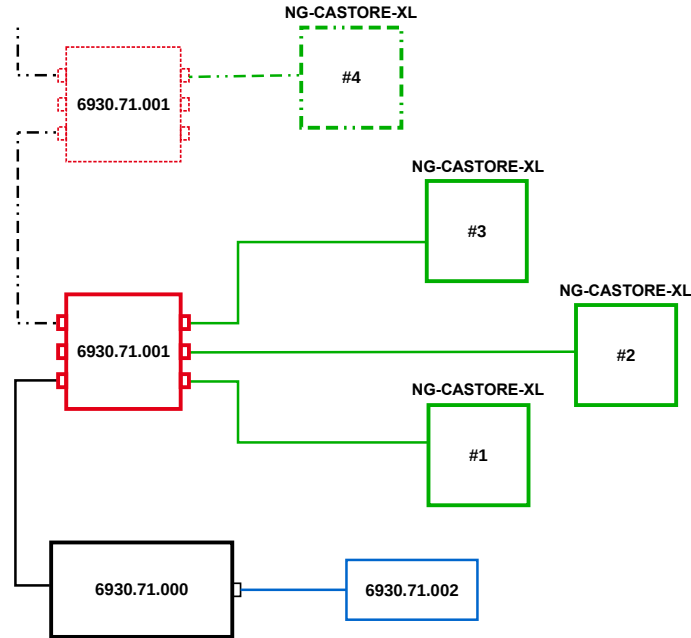 NG-CASTORE-XL
#4
6930.71.001
NG-CASTORE-XL
#3
NG-CASTORE-XL
#2
6930.71.001
NG-CASTORE-XL
#1
6930.71.000
6930.71.002